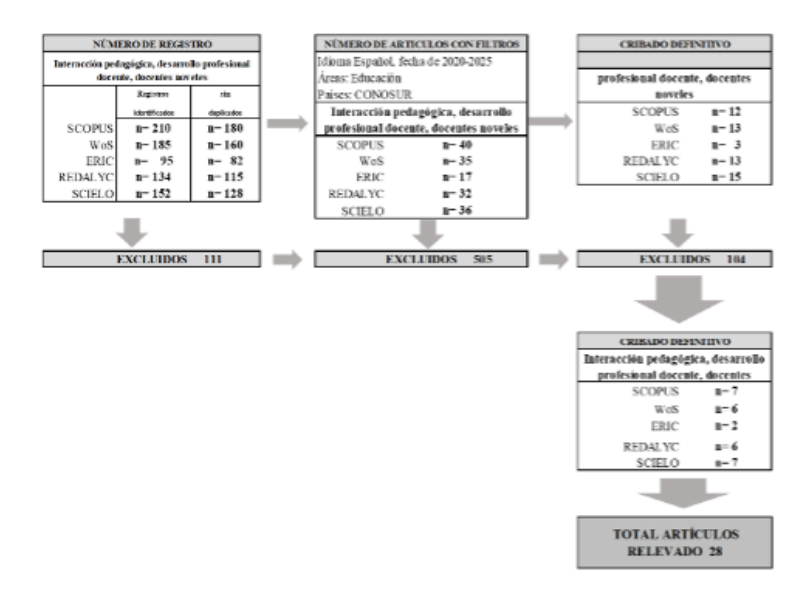 NÚMERO DE REGISTRO
Interacción pedagógica, desarrollo profesional
docente, docentes noveles
Registros sin
identificados duplicados
SCOPUS n= 210 n= 180
WoS n= 185 n= 160
ERIC n= 95 n= 82
REDALYC n= 134 n= 115
SCIELO n= 152 n= 128
EXCLUIDOS 111
NÚMERO DE ARTICULOS CON FILTROS
Idioma Español, fecha de 2020-2025
Áreas: Educación
Países: CONOSUR
Interacción pedagógica, desarrollo
profesional docente, docentes noveles
SCOPUS n= 40
WoS n= 35
ERIC n= 17
REDALYC n= 32
SCIELO n= 36
EXCLUIDOS 505
CRIBADO DEFINITIVO
profesional docente, docentes
noveles
SCOPUS n= 12
WoS n= 13
ERIC n= 3
REDALYC n= 13
SCIELO n= 15
EXCLUIDOS 104
CRIBADO DEFINITIVO
Interacción pedagógica, desarrollo
profesional docente, docentes
SCOPUS n= 7
WoS n= 6
ERIC n= 2
REDALYC n= 6
SCIELO n= 7
TOTAL ARTÍCULOS
RELEVADO 28